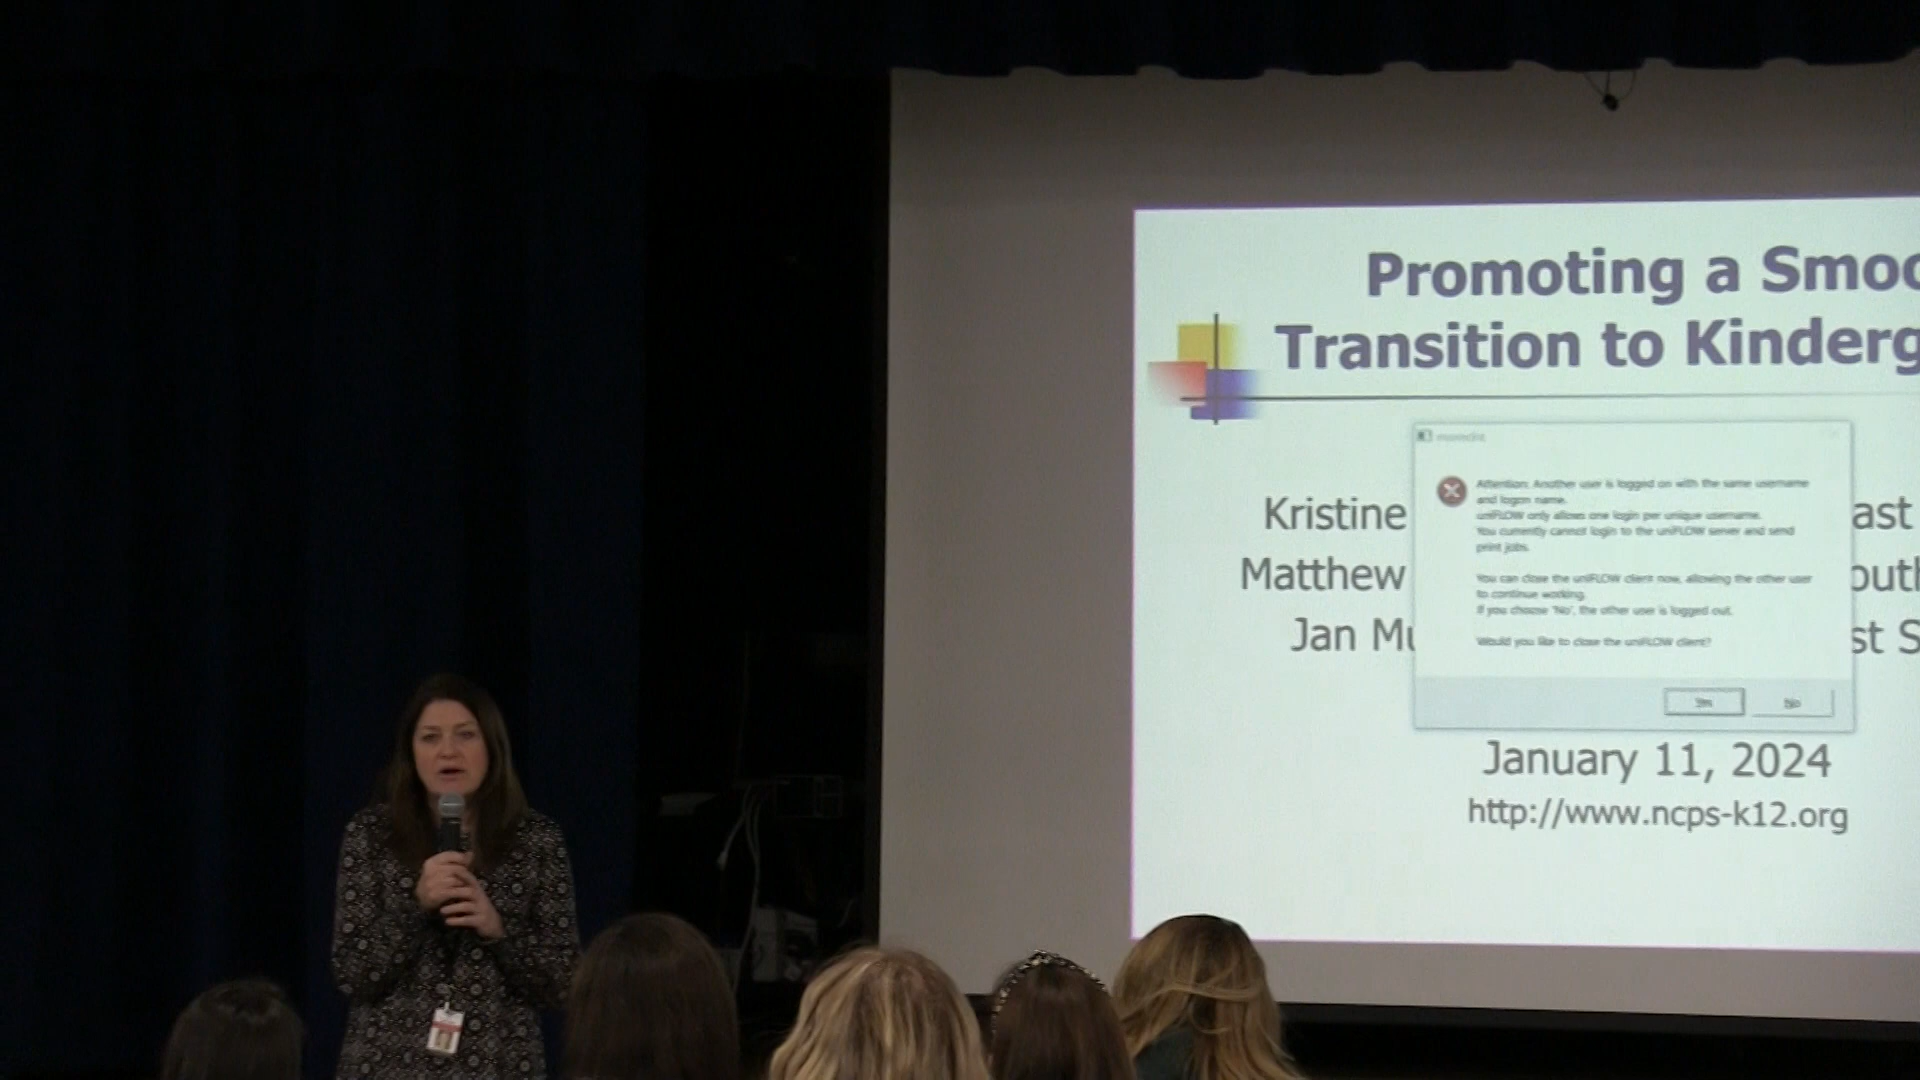 Promoting a Smoo
Transition to Kinderg
Attention: Another user is logged on with the same username
and logon name.
uniFLOW only allows one login per unique username.
You currently cannot login to the uniFLOW server and send
print jobs.
You can close the uniFLOW client now, allowing the other user
to continue working.
If you choose 'No', the other user is logged out.
Would you like to close the uniFLOW client?
Yes No
Kristine ast
Matthew outh
Jan Mu st S
January 11, 2024
http://www.ncps-k12.org